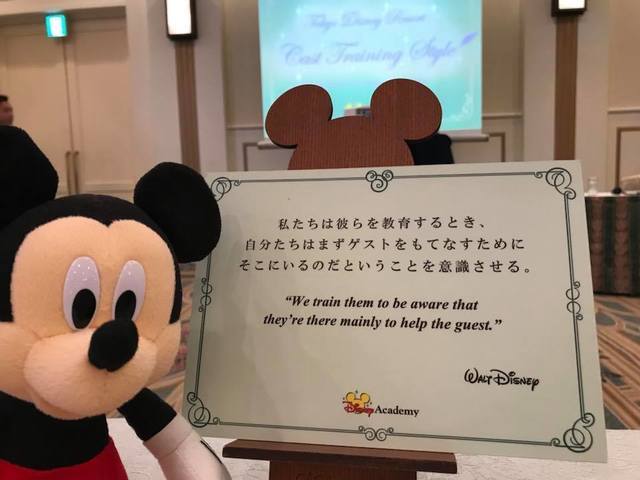 Tokyo Disney Resort
Cast Training Style
私たちは彼らを教育するとき、
自分たちはまずゲストをもてなすために
そこにいるのだということを意識させる。
“We train them to be aware that
they’re there mainly to help the guest.”
WALT DISNEY
Disney Academy